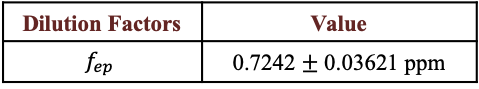 Dilution Factors Value
f_ep 0.7242 ± 0.03621 ppm